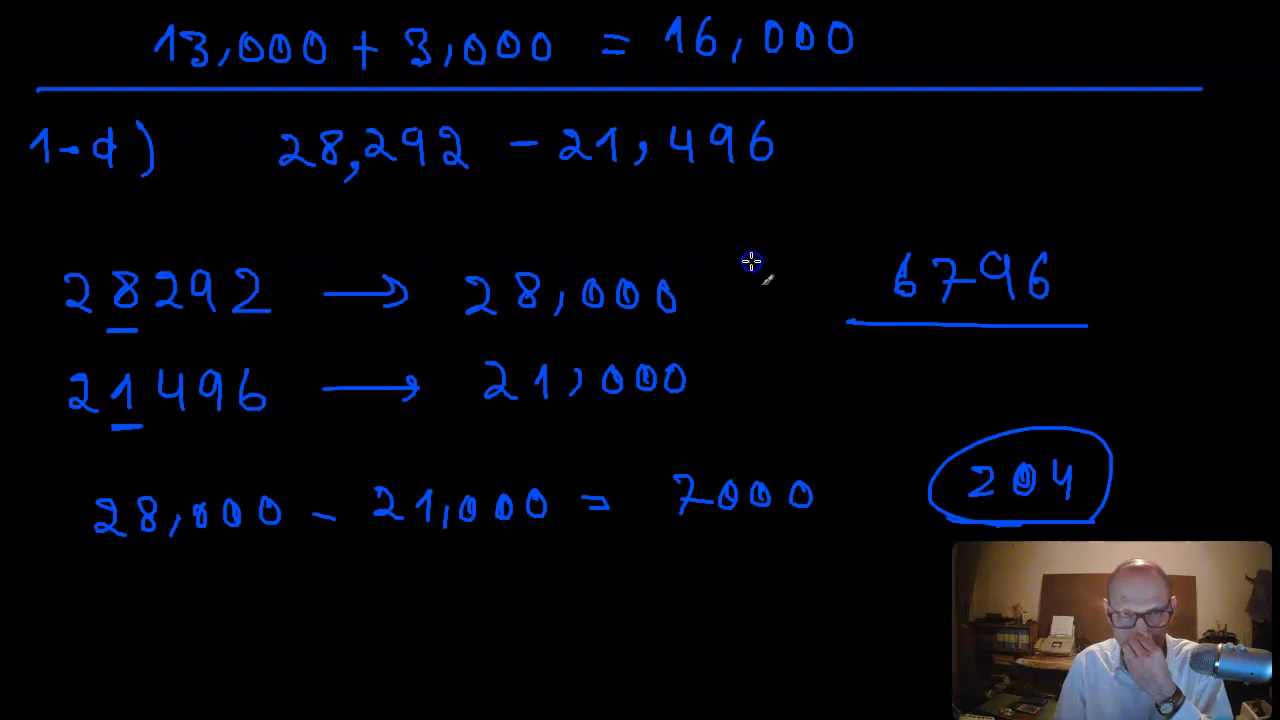 13,000 + 3,000 = 16,000
1-d) 28,292 - 21,496
28292 → 28,000
6796
21496 → 21,000
204
28,000 - 21,000 = 7000